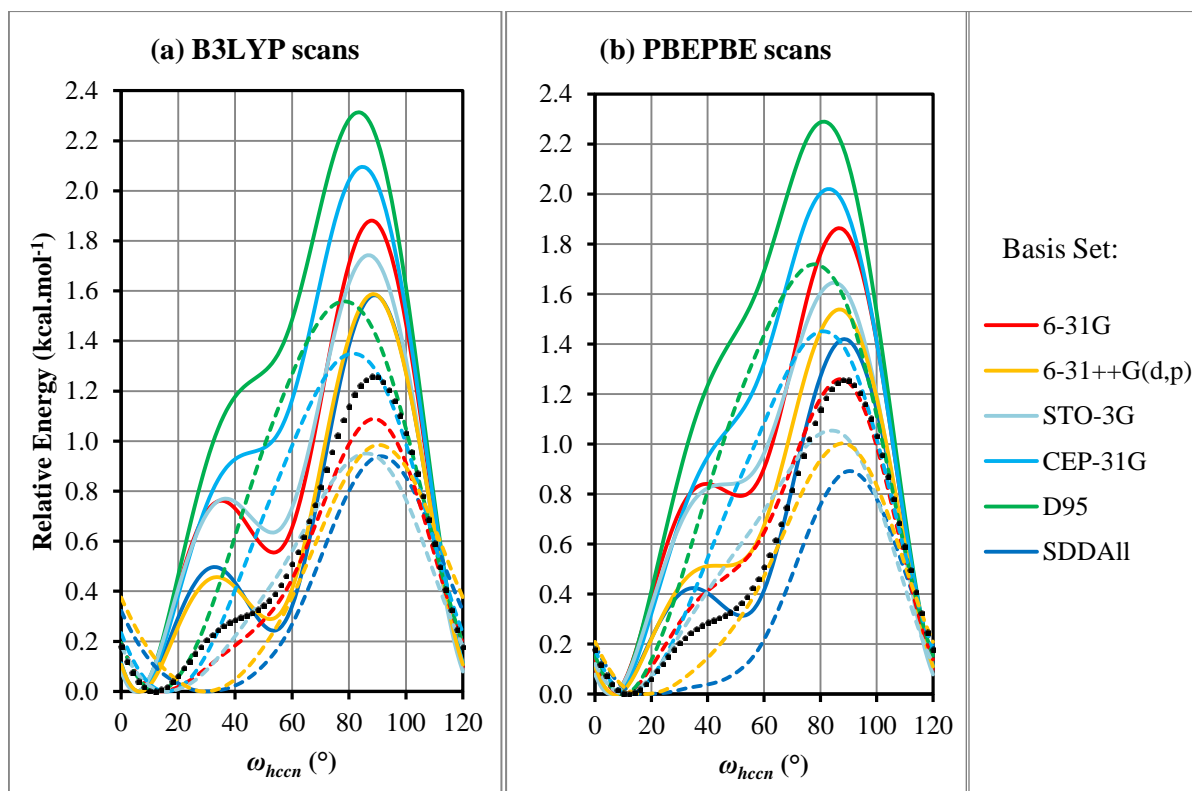 (a) B3LYP scans
(b) PBEPBE scans
Relative Energy (kcal.mol-1)
2.4
2.2
2.0
1.8
1.6
1.4
1.2
1.0
0.8
0.6
0.4
0.2
0.0
0 20 40 60 80 100 120
ωhccn (°)
2.4
2.2
2.0
1.8
1.6
1.4
1.2
1.0
0.8
0.6
0.4
0.2
0.0
0 20 40 60 80 100 120
ωhccn (°)
Basis Set:
6-31G
6-31++G(d,p)
STO-3G
CEP-31G
D95
SDDAll